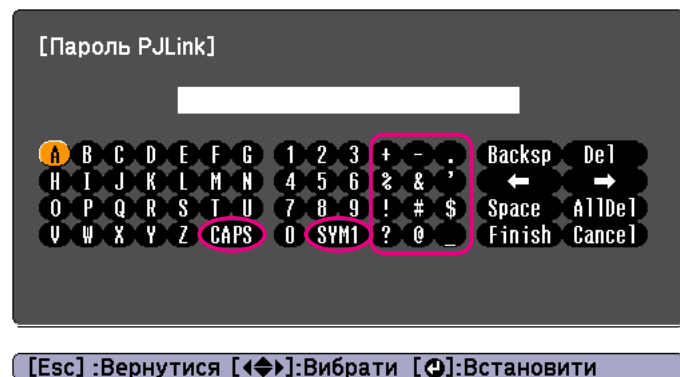 [Пароль PJLink]
A B C D E F G 1 2 3 + - . Backsp Del
H I J K L M N 4 5 6 % & ’ ← →
O P Q R S T U 7 8 9 ! # $ Space AllDel
V W X Y Z CAPS 0 SYM1 ? @ _ Finish Cancel
[Esc] :Вернутися [◀◆▶]:Вибрати [↵]:Встановити